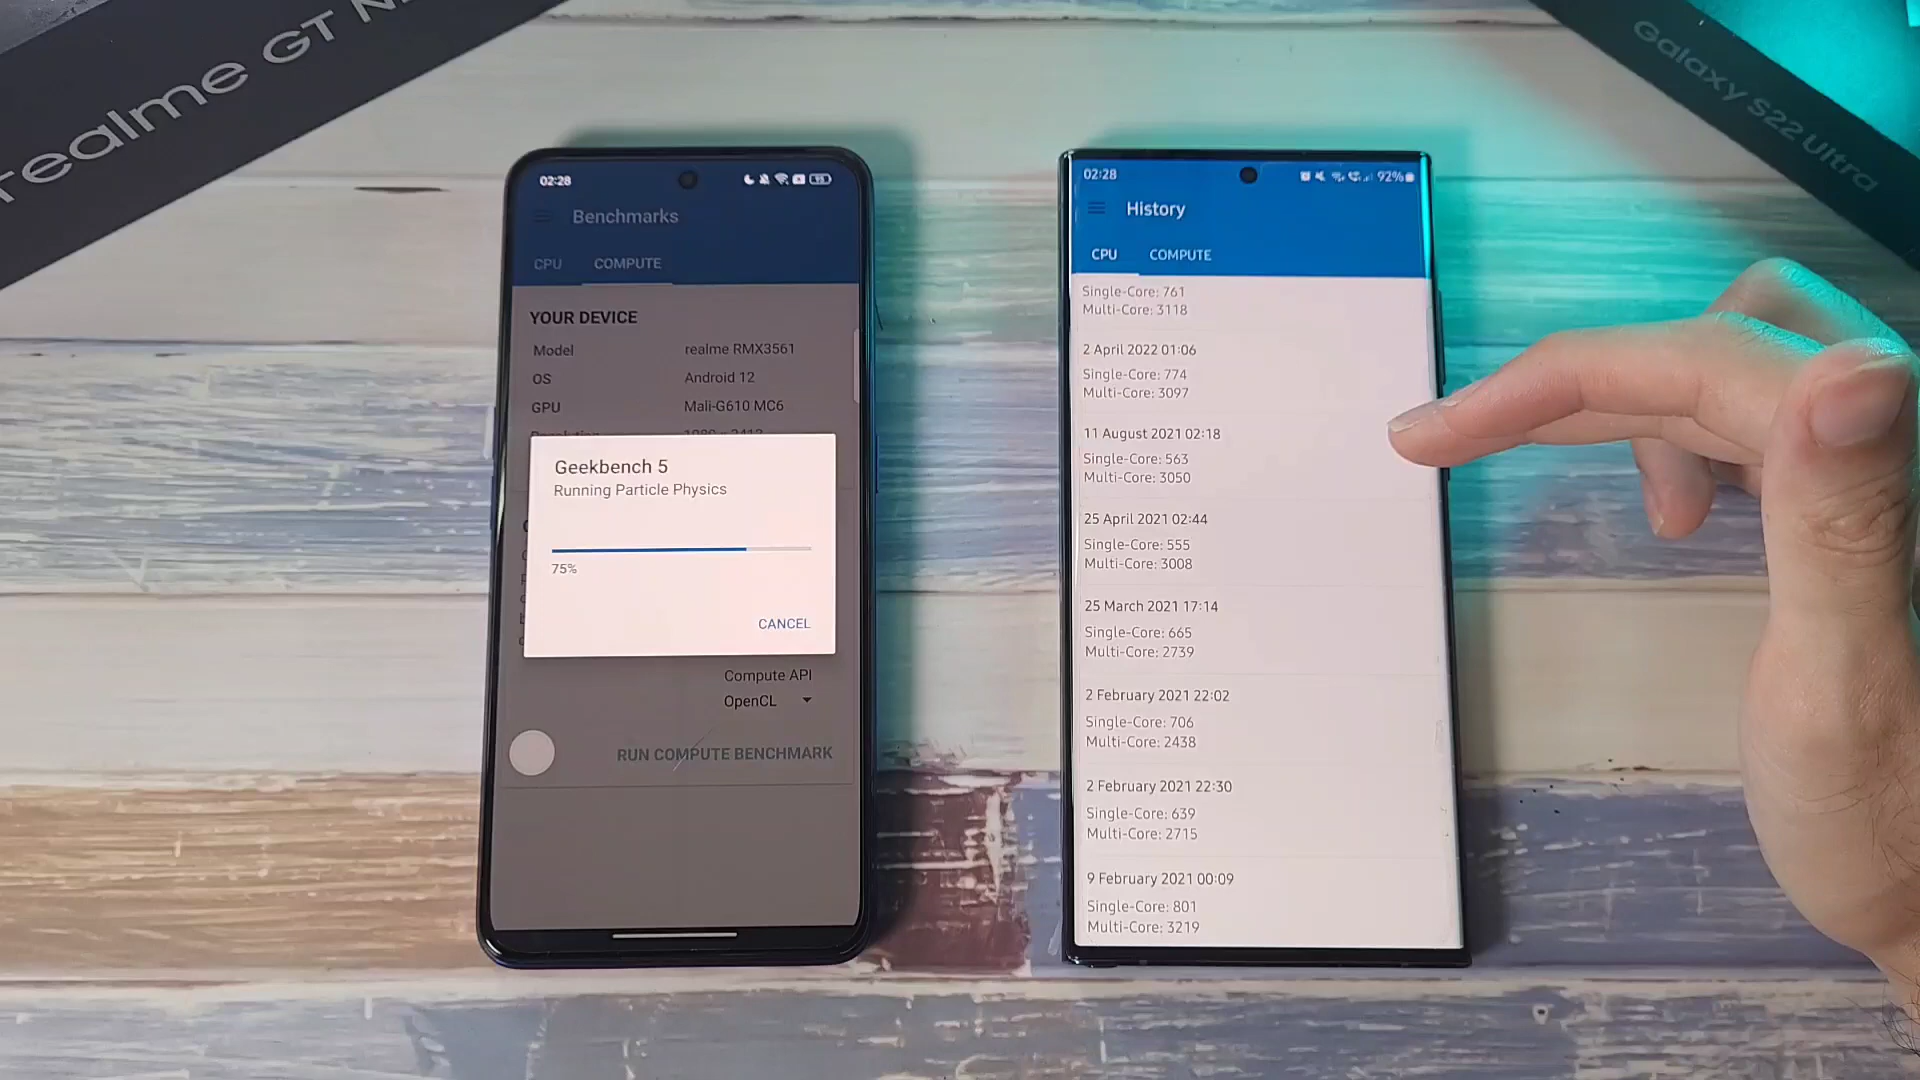 realme GT N
Galaxy S22 Ultra
02:28
Benchmarks
CPU COMPUTE
YOUR DEVICE
Model realme RMX3561
OS Android 12
GPU Mali-G610 MC6
Geekbench 5
Running Particle Physics
75%
CANCEL
Compute API
OpenCL
RUN COMPUTE BENCHMARK
02:28 92%
History
CPU COMPUTE
Single-Core: 761
Multi-Core: 3118
2 April 2022 01:06
Single-Core: 774
Multi-Core: 3097
11 August 2021 02:18
Single-Core: 563
Multi-Core: 3050
25 April 2021 02:44
Single-Core: 555
Multi-Core: 3008
25 March 2021 17:14
Single-Core: 665
Multi-Core: 2739
2 February 2021 22:02
Single-Core: 706
Multi-Core: 2438
2 February 2021 22:30
Single-Core: 639
Multi-Core: 2715
9 February 2021 00:09
Single-Core: 801
Multi-Core: 3219